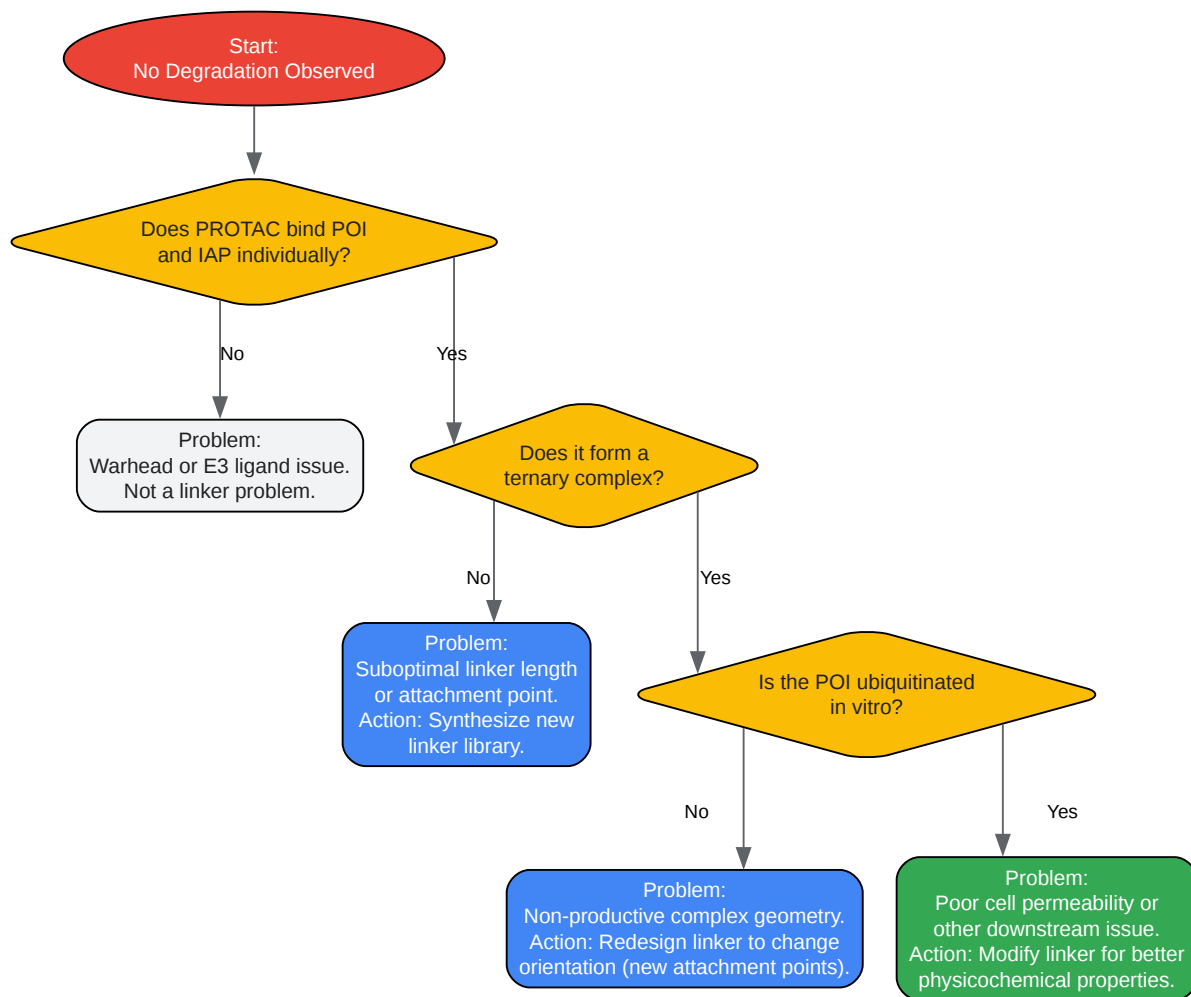 Start:
No Degradation Observed
Does PROTAC bind POI
and IAP individually?
No
Yes
Problem:
Warhead or E3 ligand issue.
Not a linker problem.
Does it form a
ternary complex?
No
Yes
Problem:
Suboptimal linker length
or attachment point.
Action: Synthesize new
linker library.
Is the POI ubiquitinated
in vitro?
No
Yes
Problem:
Non-productive complex geometry.
Action: Redesign linker to change
orientation (new attachment points).
Problem:
Poor cell permeability or
other downstream issue.
Action: Modify linker for better
physicochemical properties.